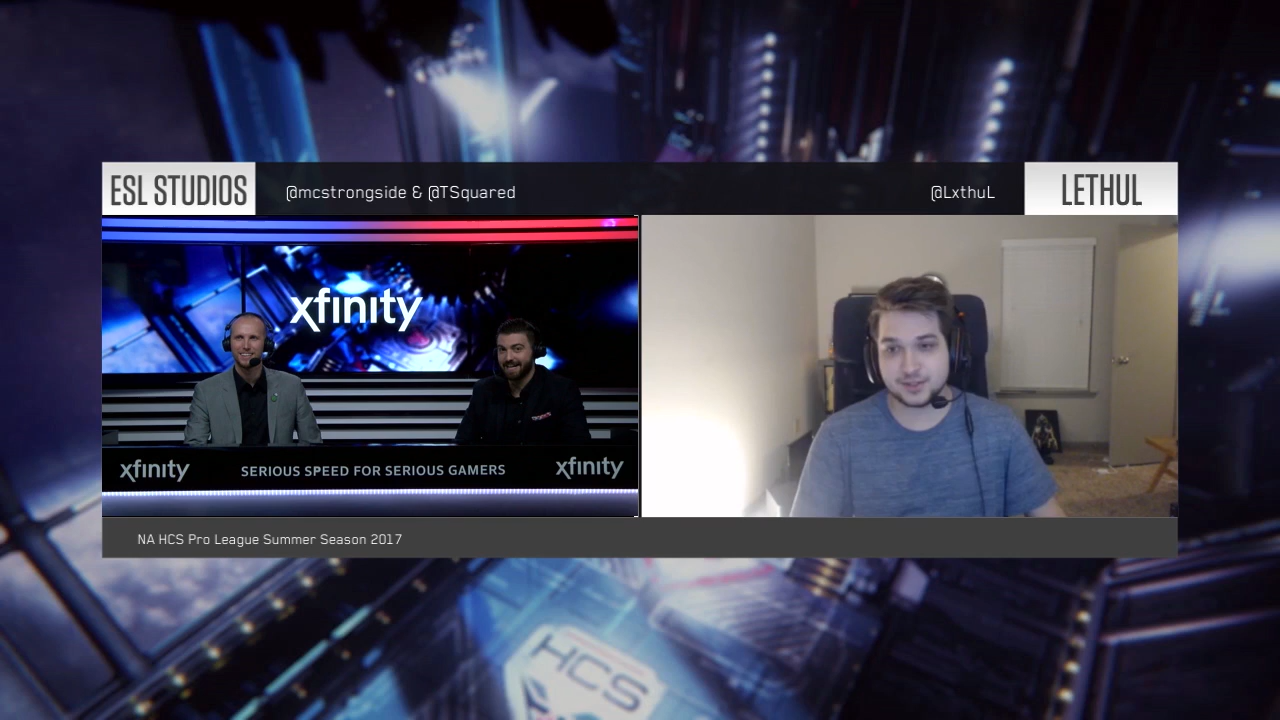 ESL STUDIOS
@mcstrongside & @TSquared
@LxthuL
LETHUL
xfinity
xfinity
SERIOUS SPEED FOR SERIOUS GAMERS
xfinity
NA HCS Pro League Summer Season 2017
HCS